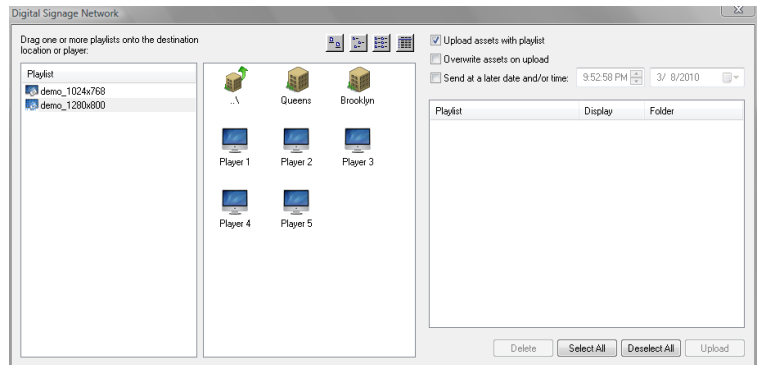 Digital Signage Network
Drag one or more playlists onto the destination
location or player:
Playlist
demo_1024x768
demo_1280x800
..\
Queens
Brooklyn
Player 1
Player 2
Player 3
Player 4
Player 5
Upload assets with playlist
Overwrite assets on upload
Send at a later date and/or time:
9:52:58 PM
3/ 8/2010
Playlist
Display
Folder
Delete
Select All
Deselect All
Upload